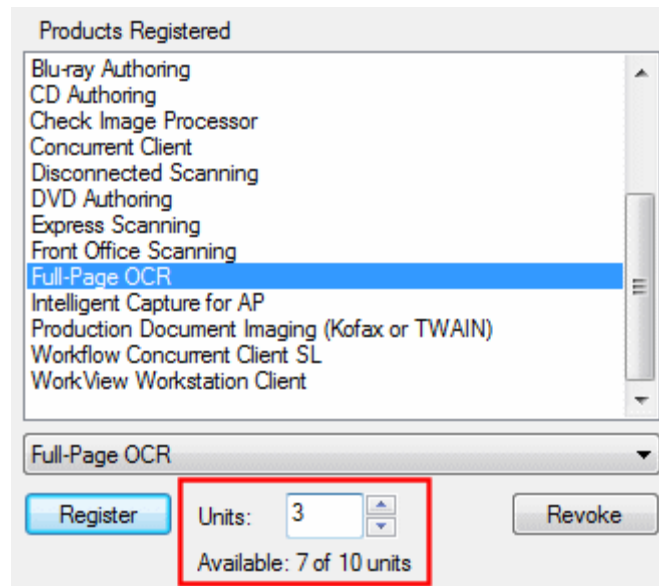 Products Registered
Blu-ray Authoring
CD Authoring
Check Image Processor
Concurrent Client
Disconnected Scanning
DVD Authoring
Express Scanning
Front Office Scanning
Full-Page OCR
Intelligent Capture for AP
Production Document Imaging (Kofax or TWAIN)
Workflow Concurrent Client SL
WorkView Workstation Client
Full-Page OCR
Register Units: 3 Revoke
Available: 7 of 10 units